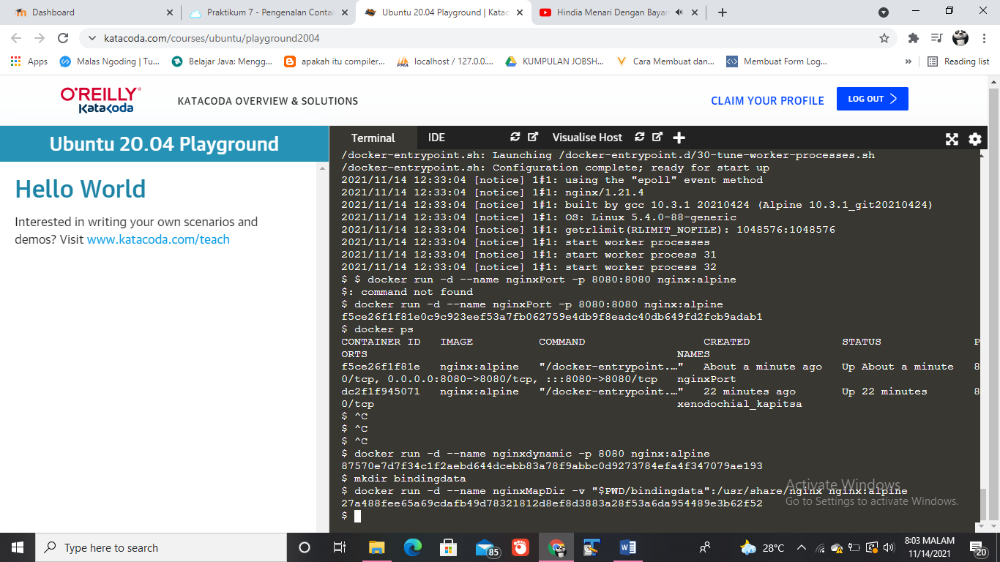 Dashboard
Praktikum 7 - Pengenalan Contai
Ubuntu 20.04 Playground | Katac
Hindia Menari Dengan Bayan
katacoda.com/courses/ubuntu/playground2004
Apps
Malas Ngoding | Tu...
Belajar Java: Mengg...
apakah itu compiler...
localhost / 127.0.0....
KUMPULAN JOBSH...
Cara Membuat dan...
Membuat Form Log...
»
Reading list
O'REILLY
Katacoda
KATACODA OVERVIEW & SOLUTIONS
CLAIM YOUR PROFILE
LOG OUT
Ubuntu 20.04 Playground
Hello World
Interested in writing your own scenarios and
demos? Visit www.katacoda.com/teach
Terminal
IDE
Visualise Host
/docker-entrypoint.sh: Launching /docker-entrypoint.d/30-tune-worker-processes.sh
/docker-entrypoint.sh: Configuration complete; ready for start up
2021/11/14 12:33:04 [notice] 1#1: using the "epoll" event method
2021/11/14 12:33:04 [notice] 1#1: nginx/1.21.4
2021/11/14 12:33:04 [notice] 1#1: built by gcc 10.3.1 20210424 (Alpine 10.3.1_git20210424)
2021/11/14 12:33:04 [notice] 1#1: OS: Linux 5.4.0-88-generic
2021/11/14 12:33:04 [notice] 1#1: getrlimit(RLIMIT_NOFILE): 1048576:1048576
2021/11/14 12:33:04 [notice] 1#1: start worker processes
2021/11/14 12:33:04 [notice] 1#1: start worker process 31
2021/11/14 12:33:04 [notice] 1#1: start worker process 32
$ $ docker run -d --name nginxPort -p 8080:8080 nginx:alpine
$: command not found
$ docker run -d --name nginxPort -p 8080:8080 nginx:alpine
f5ce26f1f81e0c9c923eef53a7fb062759e4db9f8eadc40db649fd2fcb9adab1
$ docker ps
CONTAINER ID   IMAGE          COMMAND                  CREATED              STATUS              P
ORTS                                                   NAMES
f5ce26f1f81e   nginx:alpine   "/docker-entrypoint.…"   About a minute ago   Up About a minute   8
0/tcp, 0.0.0.0:8080->8080/tcp, :::8080->8080/tcp   nginxPort
dc2f1f945071   nginx:alpine   "/docker-entrypoint.…"   22 minutes ago       Up 22 minutes       8
0/tcp                                              xenodochial_kapitsa
$ ^C
$ ^C
$ ^C
$ docker run -d --name nginxdynamic -p 8080 nginx:alpine
87570e7d7f34c1f2aebd644dcebb83a78f9abbc0d9273784efa4f347079ae193
$ mkdir bindingdata
$ docker run -d --name nginxMapDir -v "$PWD/bindingdata":/usr/share/nginx nginx:alpine
27a488fee65a69cdafb49d78321812d8ef8d3883a28f53a6da954489e3b62f52
$
Activate Windows
Go to Settings to activate Windows.
Type here to search
85
28°C
8:03 MALAM
11/14/2021
20